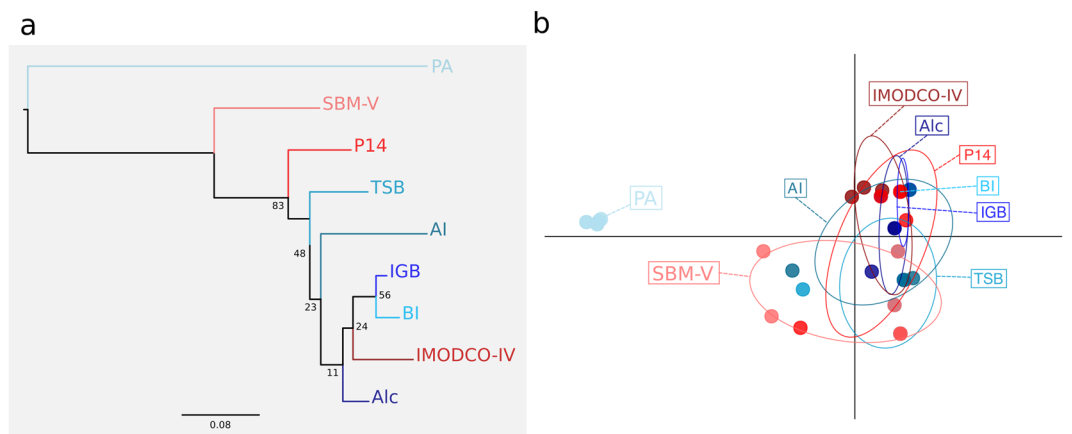 a
PA
SBM-V
P14
83
TSB
48
AI
23
IGB
56
BI
24
IMODCO-IV
11
Alc
0.08
b
IMODCO-IV
Alc
P14
AI
BI
PA
IGB
SBM-V
TSB